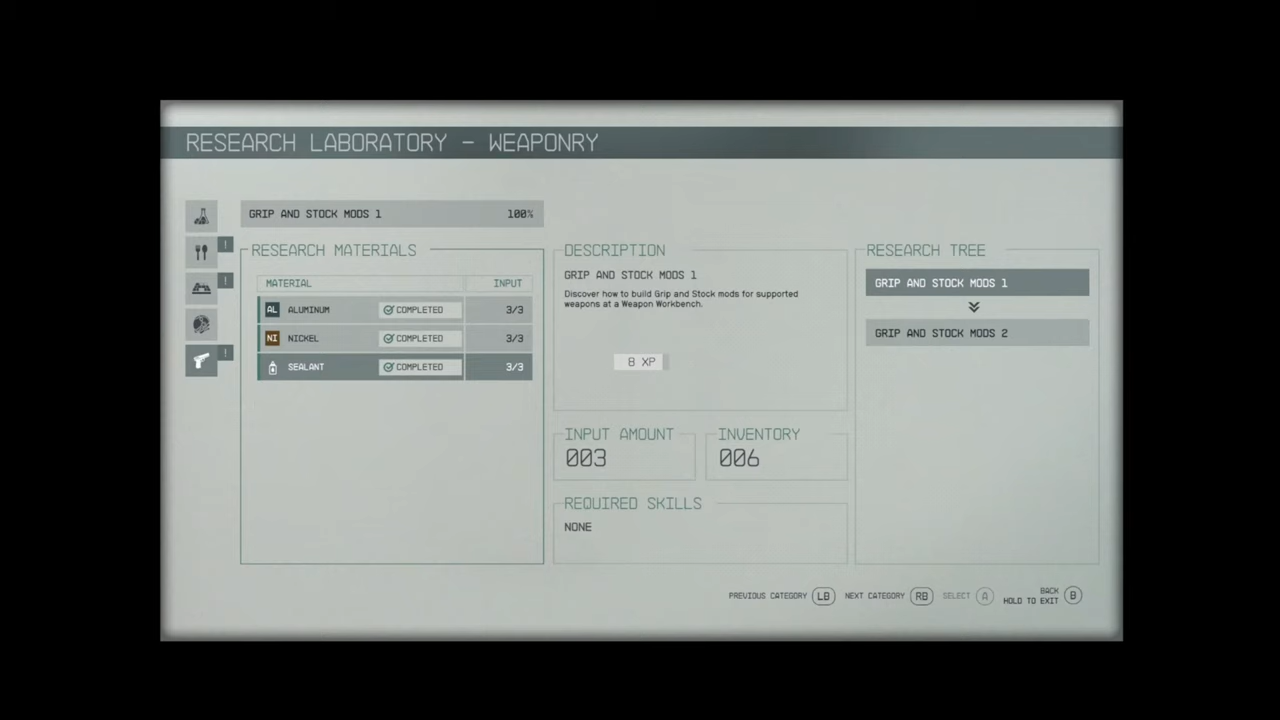 RESEARCH LABORATORY – WEAPONRY
GRIP AND STOCK MODS 1 100%
!
!
!
RESEARCH MATERIALS
MATERIAL INPUT
AL ALUMINUM COMPLETED 3/3
NI NICKEL COMPLETED 3/3
SEALANT COMPLETED 3/3
DESCRIPTION
GRIP AND STOCK MODS 1
Discover how to build Grip and Stock mods for supported
weapons at a Weapon Workbench.
8 XP
INPUT AMOUNT
003
INVENTORY
006
REQUIRED SKILLS
NONE
RESEARCH TREE
GRIP AND STOCK MODS 1
GRIP AND STOCK MODS 2
PREVIOUS CATEGORY LB NEXT CATEGORY RB SELECT A BACK B
HOLD TO EXIT